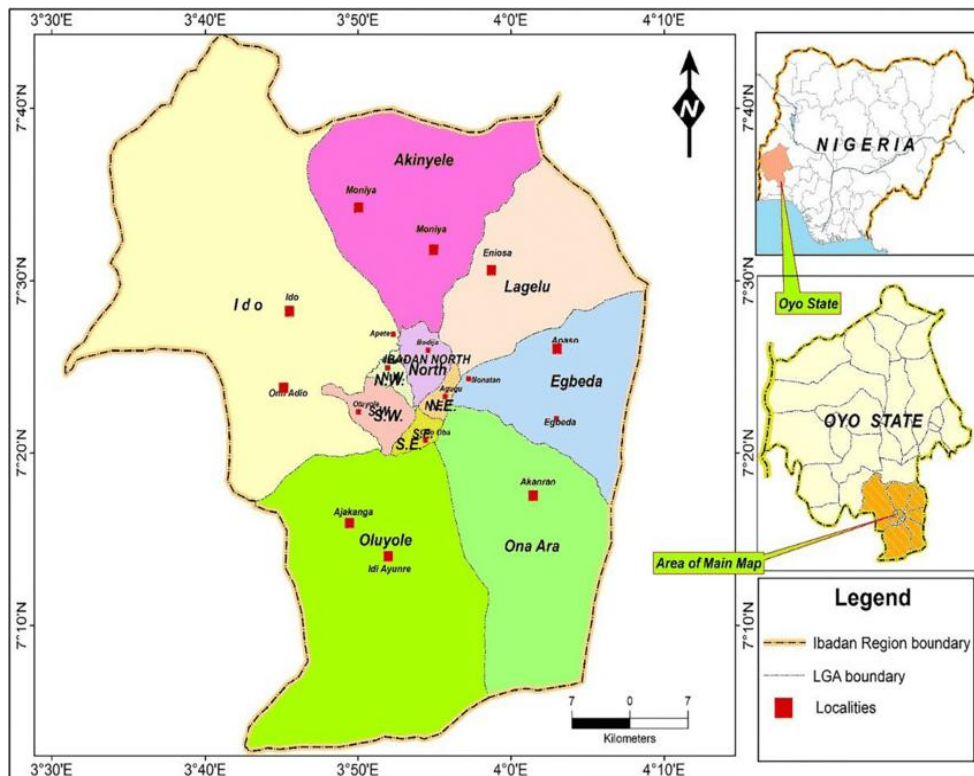 3°30'E 3°40'E 3°50'E 4°0'E 4°10'E
7°40'N
7°40'N
N
Akinyele
Moniya
Moniya
Eniosa
Lagelu
Ido
Ido
Apete
Bodija
IBADAN NORTH
North
N.W.
Omi Adio
Egbeda
Monatan
Agugu
N.E.
Egbeda
S.W.
S.E.
7°30'N
7°30'N
7°20'N
7°20'N
Akanran
Ajakanga
Oluyole
Ona Ara
Idi Ayunre
7°10'N
7°10'N
7 0 7
Kilometers
3°30'E 3°40'E 3°50'E 4°0'E 4°10'E
NIGERIA
Oyo State
OYO STATE
Area of Main Map
Legend
Ibadan Region boundary
LGA boundary
Localities